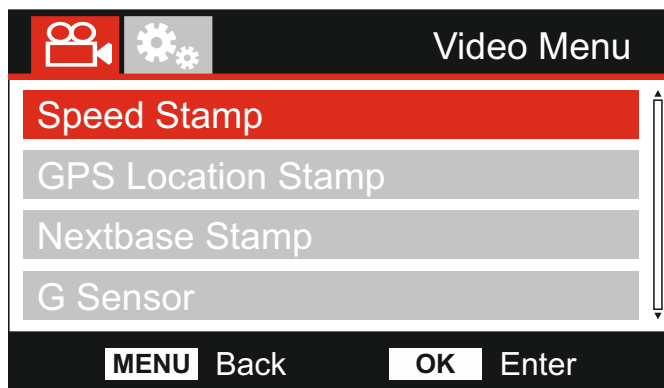 Video Menu
Speed Stamp
GPS Location Stamp
Nextbase Stamp
G Sensor
MENU Back OK Enter